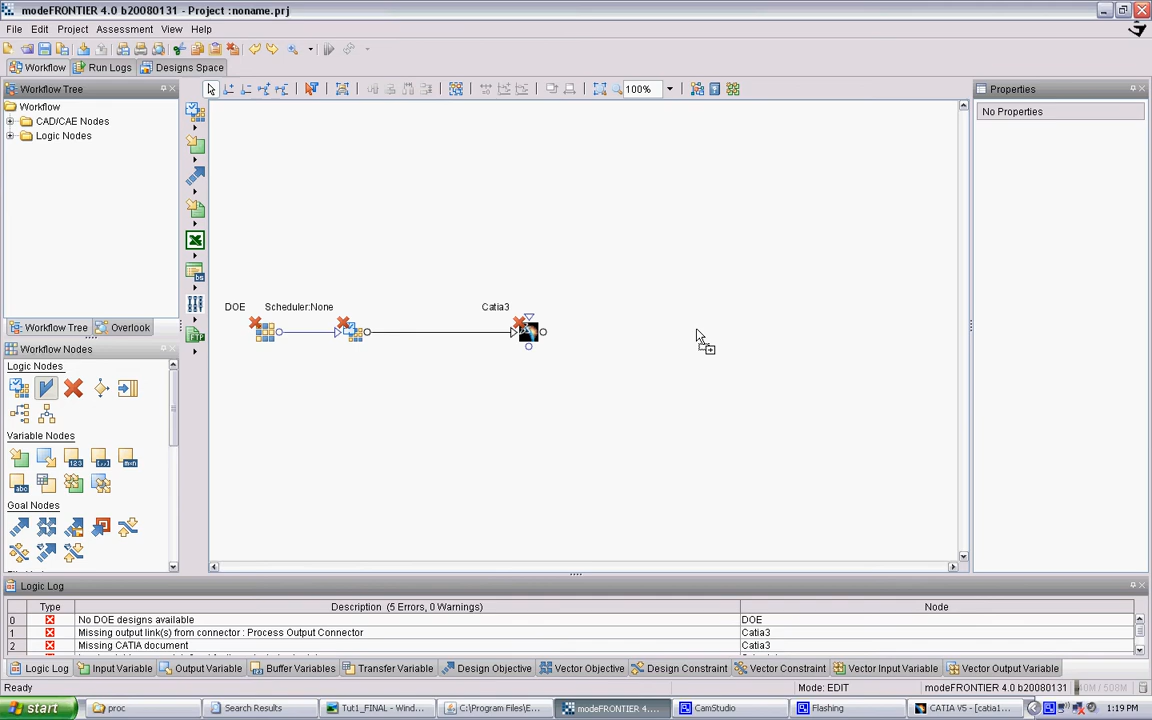 modeFRONTIER 4.0 b20080131 - Project :noname.prj
File Edit Project Assessment View Help
Workflow Run Logs Designs Space
Workflow Tree
100%
Properties
Workflow
No Properties
CAD/CAE Nodes
Logic Nodes
DOE Scheduler:None Catia3
Workflow Tree Overlook
Workflow Nodes
Logic Nodes
Variable Nodes
Goal Nodes
Logic Log
Type Description (5 Errors, 0 Warnings) Node
0 No DOE designs available DOE
1 Missing output link(s) from connector : Process Output Connector Catia3
2 Missing CATIA document Catia3
Logic Log Input Variable Output Variable Buffer Variables Transfer Variable Design Objective Vector Objective Design Constraint Vector Constraint Vector Input Variable Vector Output Variable
Ready Mode: EDIT modeFRONTIER 4.0 b20080131
start proc Search Results Tut1_FINAL - Wind... C:\Program Files\E... modeFRONTIER 4.... CamStudio Flashing CATIA V5 - [catia1... 1:19 PM